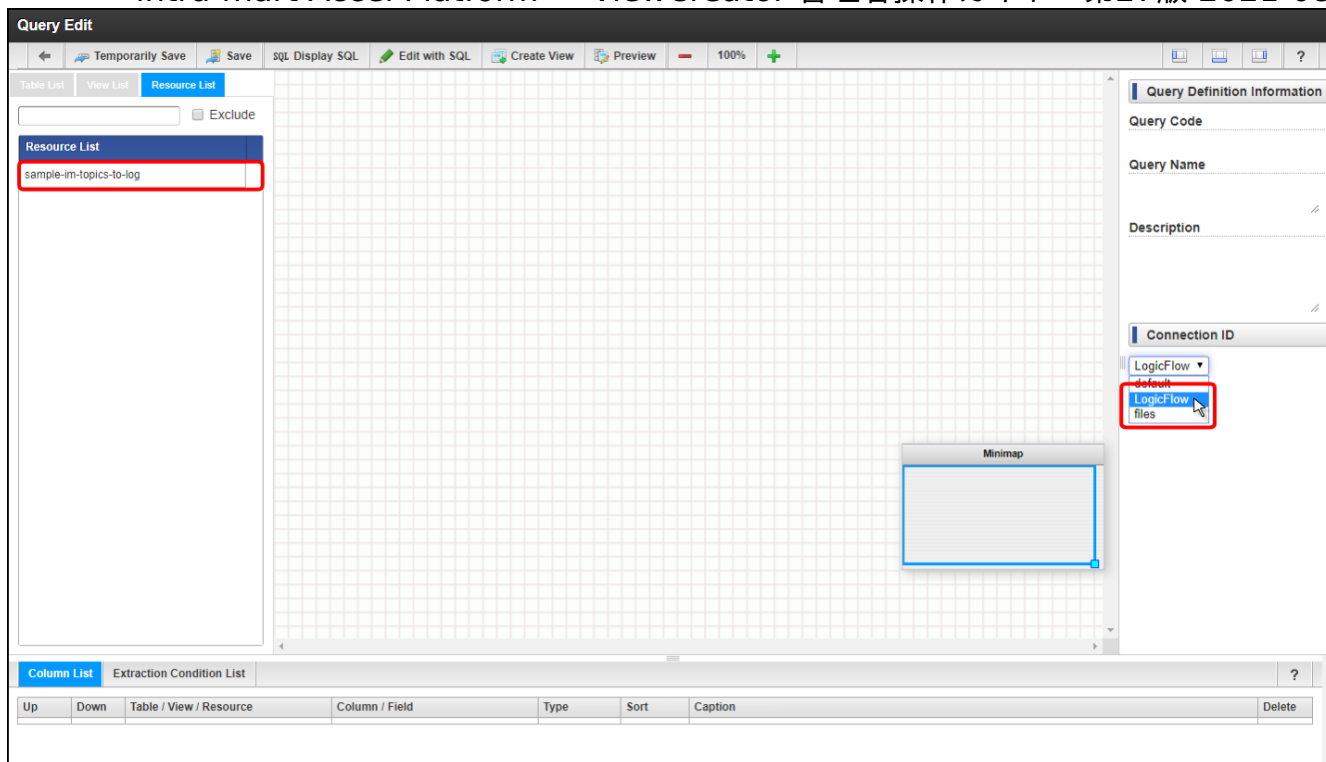 Query Edit
Temporarily Save Save SQL Display SQL Edit with SQL Create View Preview 100% ?
Table List View List Resource List
Exclude
Resource List
sample-im-topics-to-log
Query Definition Information
Query Code
Query Name
Description
Connection ID
LogicFlow
default
LogicFlow
files
Minimap
Column List Extraction Condition List ?
Up Down Table / View / Resource Column / Field Type Sort Caption Delete